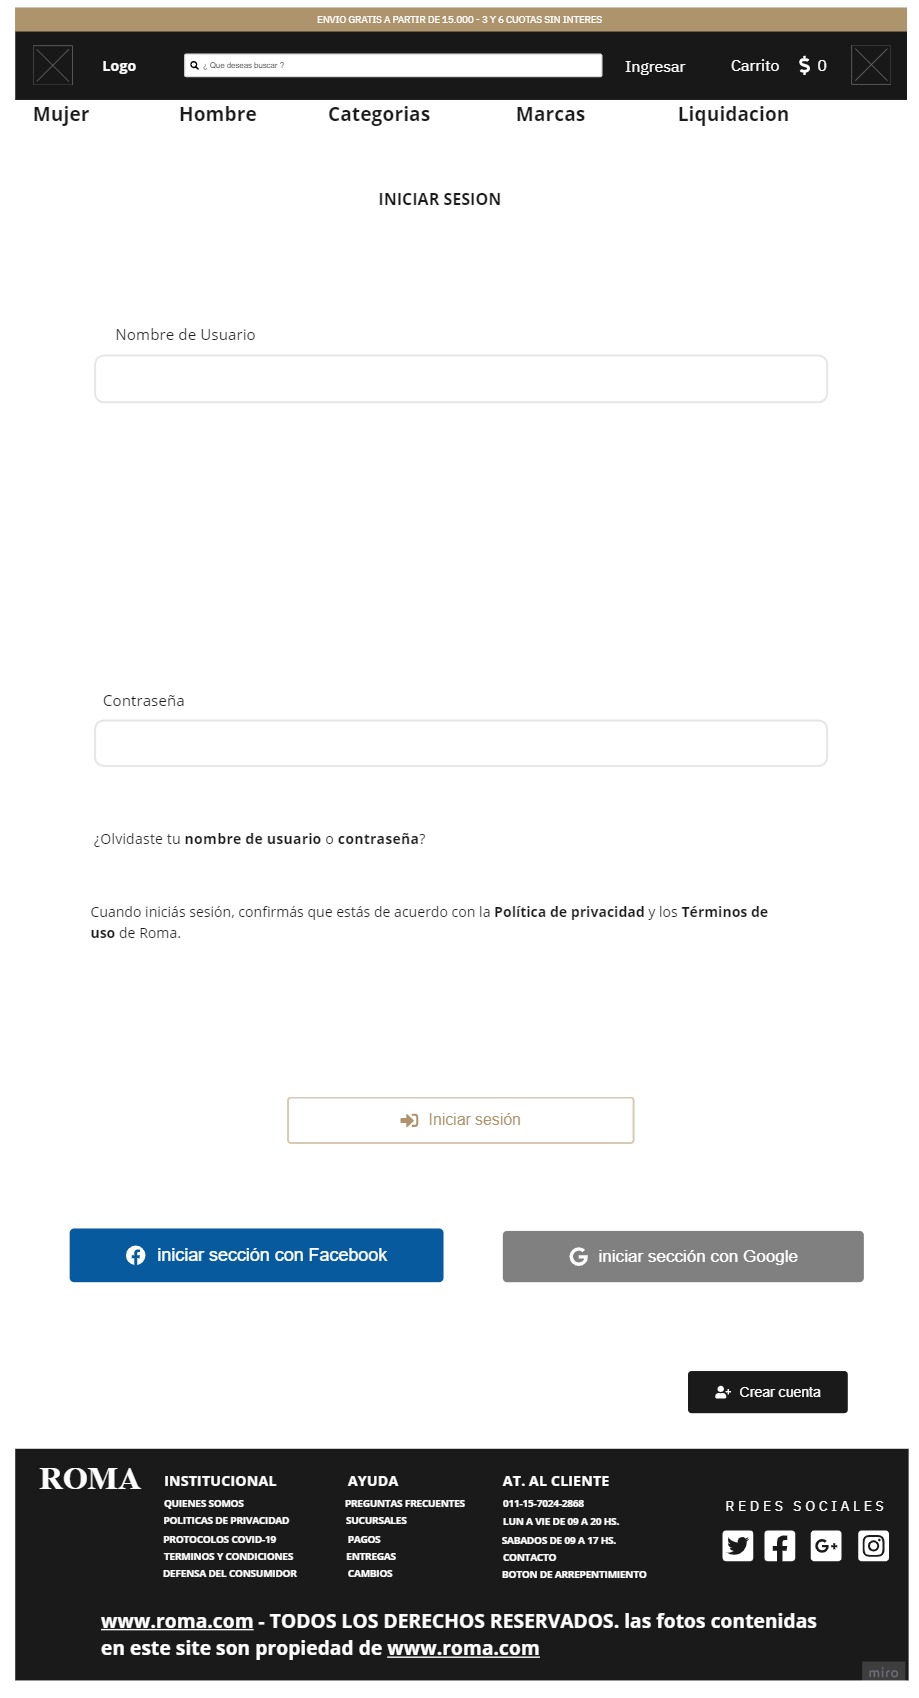 ENVIO GRATIS A PARTIR DE 15.000 - 3 Y 6 CUOTAS SIN INTERES
Logo
¿ Que deseas buscar ?
Ingresar
Carrito
$ 0
Mujer
Hombre
Categorias
Marcas
Liquidacion
INICIAR SESION
Nombre de Usuario
Contraseña
¿Olvidaste tu nombre de usuario o contraseña?
Cuando iniciás sesión, confirmás que estás de acuerdo con la Política de privacidad y los Términos de
uso de Roma.
Iniciar sesión
iniciar sección con Facebook
iniciar sección con Google
Crear cuenta
ROMA
INSTITUCIONAL
QUIENES SOMOS
POLITICAS DE PRIVACIDAD
PROTOCOLOS COVID-19
TERMINOS Y CONDICIONES
DEFENSA DEL CONSUMIDOR
AYUDA
PREGUNTAS FRECUENTES
SUCURSALES
PAGOS
ENTREGAS
CAMBIOS
AT. AL CLIENTE
011-15-7024-2868
LUN A VIE DE 09 A 20 HS.
SABADOS DE 09 A 17 HS.
CONTACTO
BOTON DE ARREPENTIMIENTO
REDES SOCIALES
G+
www.roma.com - TODOS LOS DERECHOS RESERVADOS. las fotos contenidas
en este site son propiedad de www.roma.com
miro